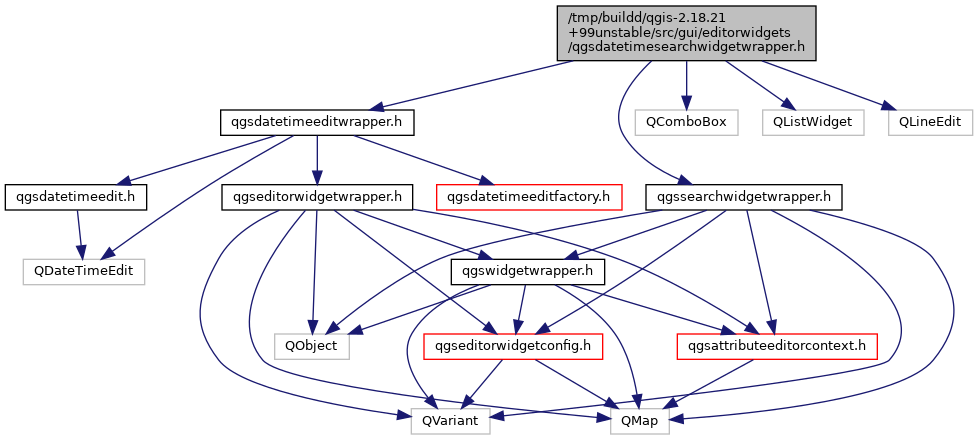 /tmp/buildd/qgis-2.18.21
+99unstable/src/gui/editorwidgets
/qgsdatetimesearchwidgetwrapper.h
qgsdatetimeeditwrapper.h
QComboBox
QListWidget
QLineEdit
qgsdatetimeedit.h
qgseditorwidgetwrapper.h
qgsdatetimeeditfactory.h
qgssearchwidgetwrapper.h
QDateTimeEdit
qgswidgetwrapper.h
QObject
qgseditorwidgetconfig.h
qgsattributeeditorcontext.h
QVariant
QMap